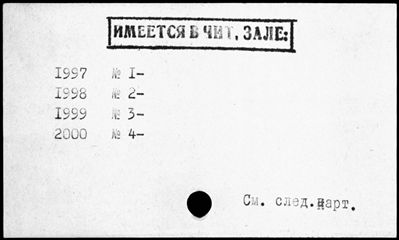 ИМЕЕТСЯ В ЧИТ. ЗАЛЕ:
1997 № 1-
1998 № 2-
1999 № 3-
2000 № 4-
См. след.карт.